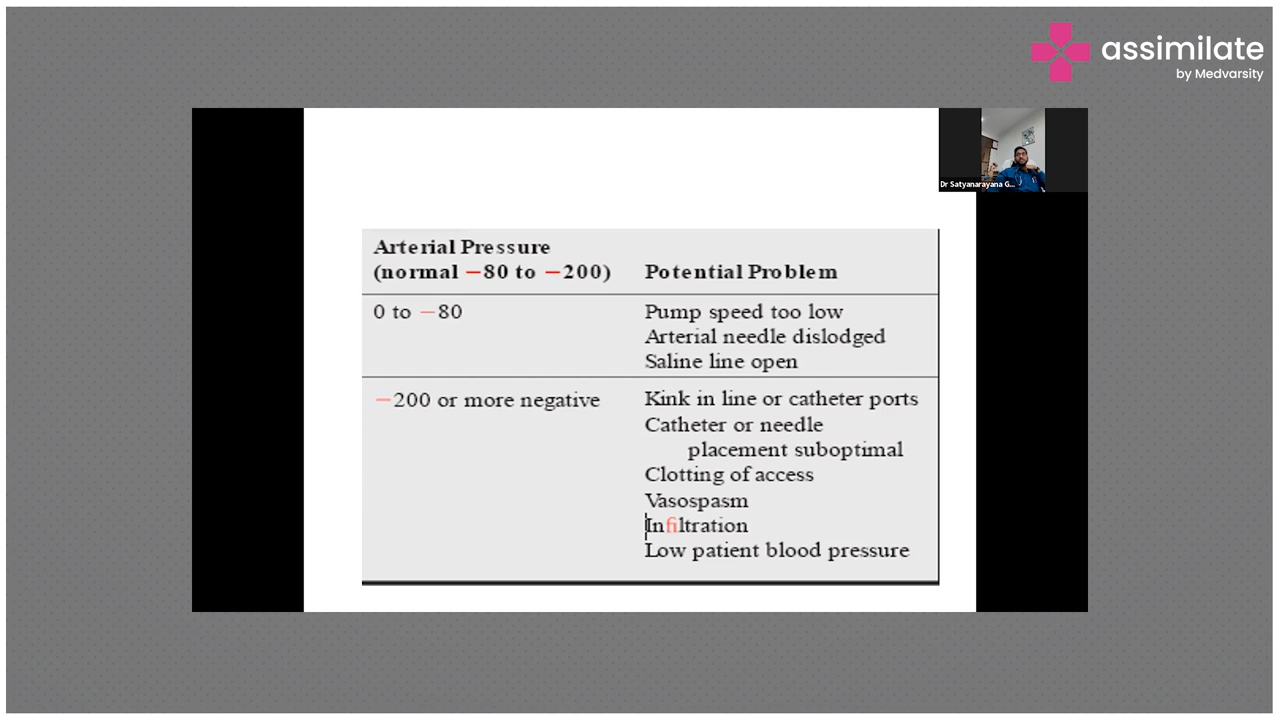 assimilate
by Medvarsity
Dr Satyanarayana G...
Arterial Pressure
(normal −80 to −200)
Potential Problem
0 to −80
Pump speed too low
Arterial needle dislodged
Saline line open
−200 or more negative
Kink in line or catheter ports
Catheter or needle
placement suboptimal
Clotting of access
Vasospasm
Infiltration
Low patient blood pressure